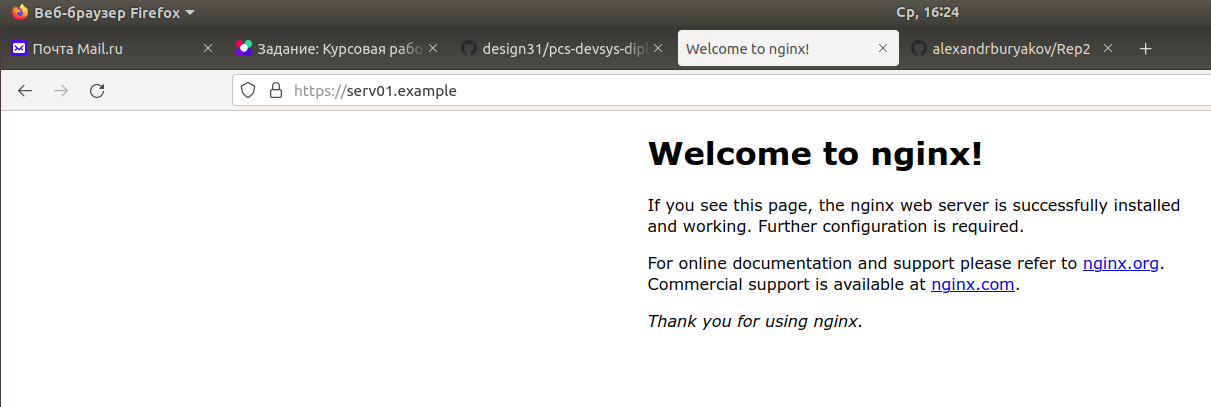 Веб-браузер Firefox
Ср, 16:24
Почта Mail.ru
Задание: Курсовая рабо
design31/pcs-devsys-dipl
Welcome to nginx!
alexandrburyakov/Rep2
https://serv01.example
Welcome to nginx!
If you see this page, the nginx web server is successfully installed
and working. Further configuration is required.
For online documentation and support please refer to nginx.org.
Commercial support is available at nginx.com.
Thank you for using nginx.